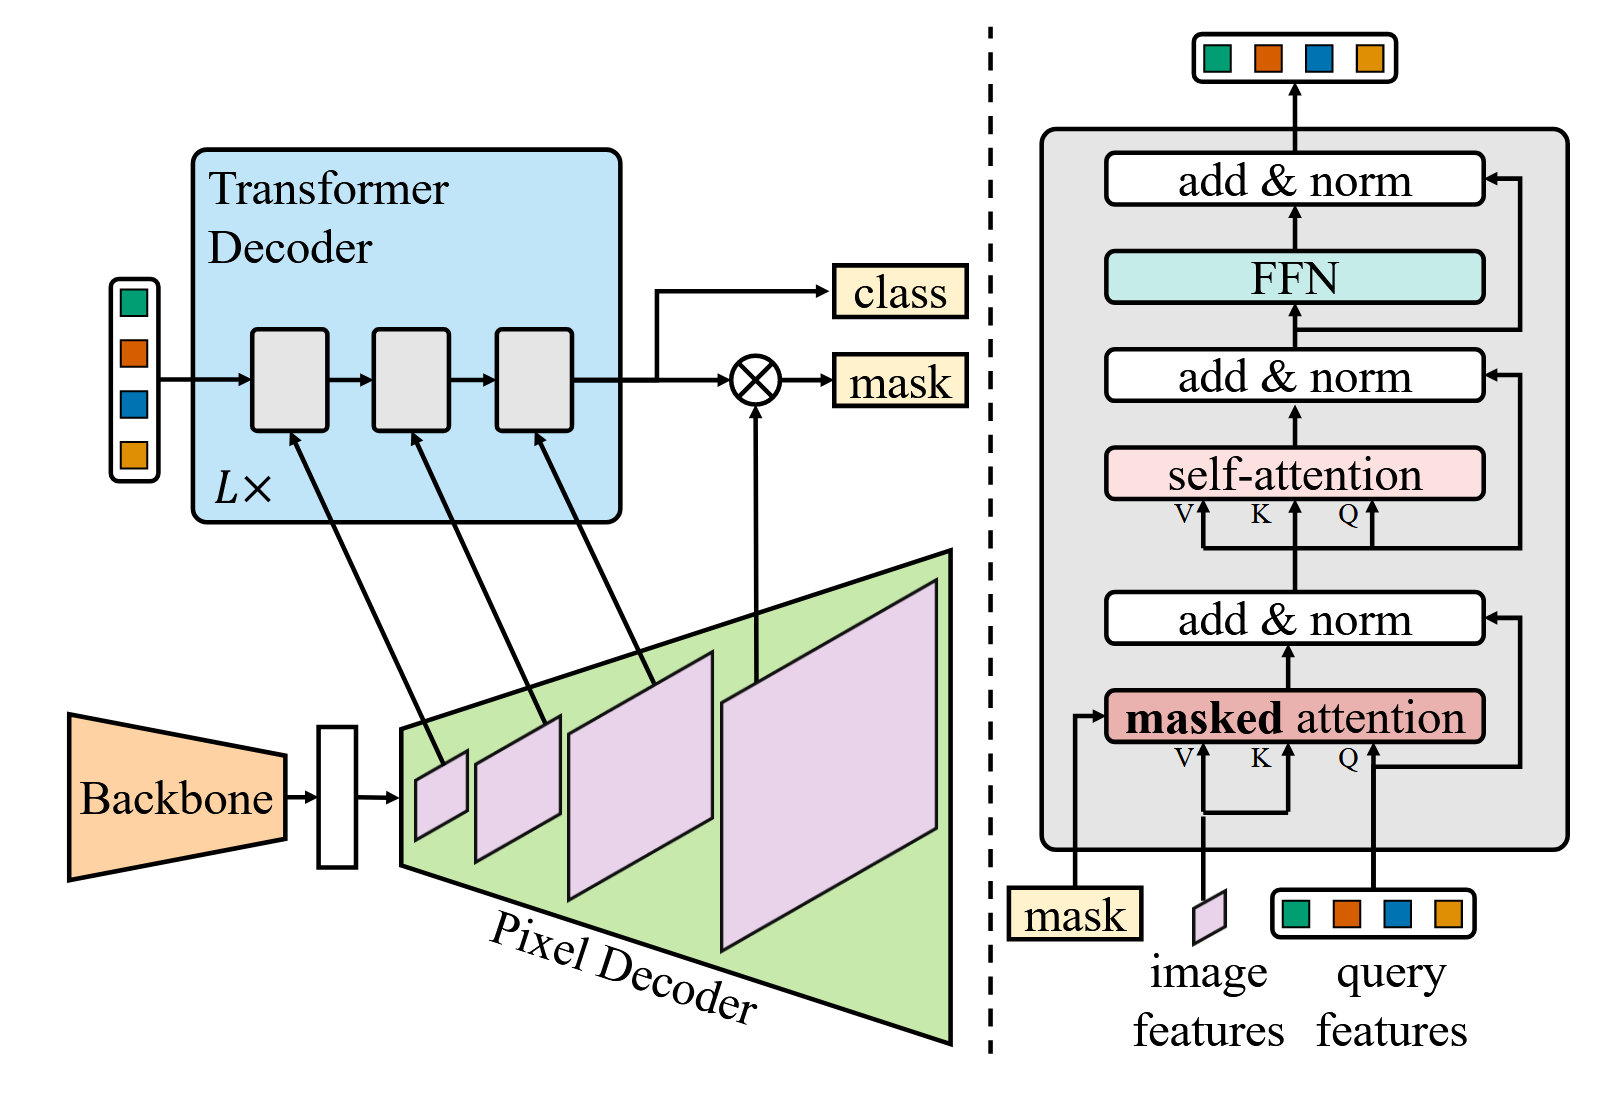 Transformer
Decoder
L×
class
mask
Backbone
Pixel Decoder
add & norm
FFN
add & norm
self-attention
V K Q
add & norm
masked attention
V K Q
mask
image
features
query
features